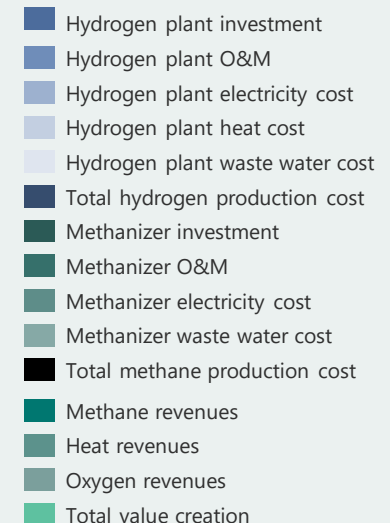 Hydrogen plant investment
Hydrogen plant O&M
Hydrogen plant electricity cost
Hydrogen plant heat cost
Hydrogen plant waste water cost
Total hydrogen production cost
Methanizer investment
Methanizer O&M
Methanizer electricity cost
Methanizer waste water cost
Total methane production cost
Methane revenues
Heat revenues
Oxygen revenues
Total value creation